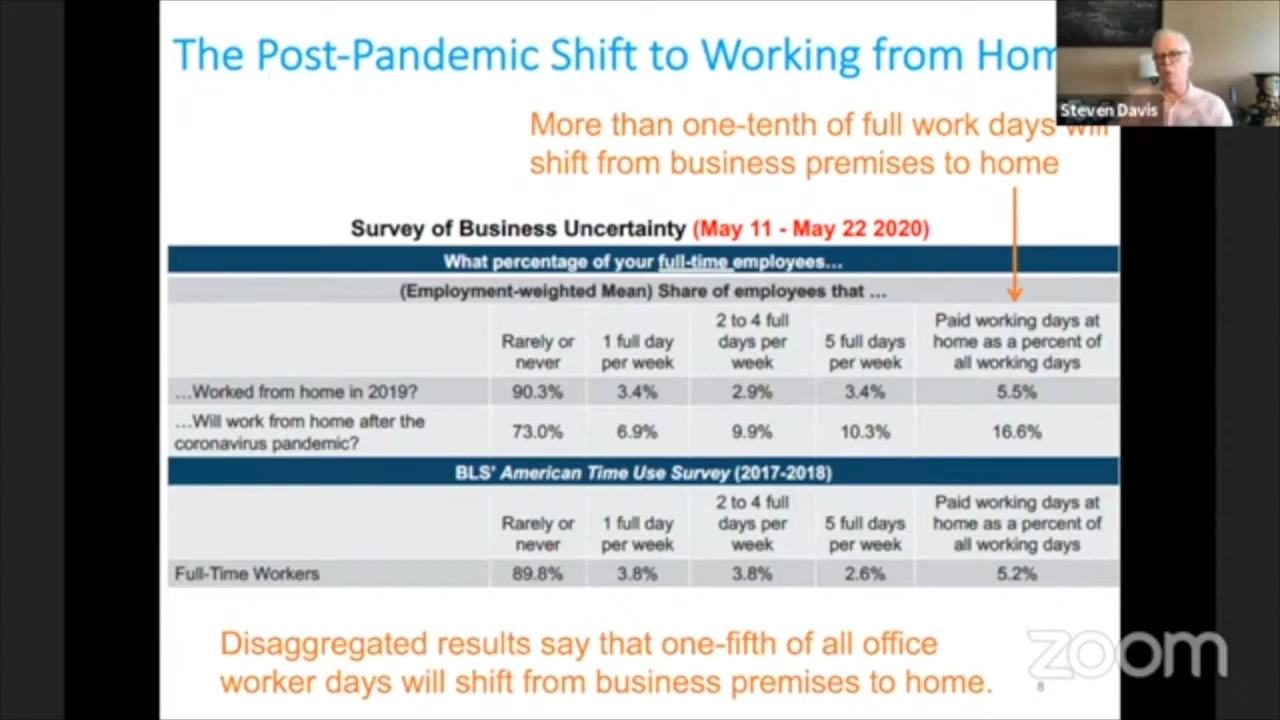 The Post-Pandemic Shift to Working from Hom
Steven Davis
More than one-tenth of full work days will
shift from business premises to home
Survey of Business Uncertainty (May 11 - May 22 2020)
What percentage of your full-time employees...
(Employment-weighted Mean) Share of employees that ...
Rarely or never
1 full day per week
2 to 4 full days per week
5 full days per week
Paid working days at home as a percent of all working days
...Worked from home in 2019? 90.3% 3.4% 2.9% 3.4% 5.5%
...Will work from home after the coronavirus pandemic? 73.0% 6.9% 9.9% 10.3% 16.6%
BLS' American Time Use Survey (2017-2018)
Rarely or never
1 full day per week
2 to 4 full days per week
5 full days per week
Paid working days at home as a percent of all working days
Full-Time Workers 89.8% 3.8% 3.8% 2.6% 5.2%
Disaggregated results say that one-fifth of all office
worker days will shift from business premises to home.
8
zoom